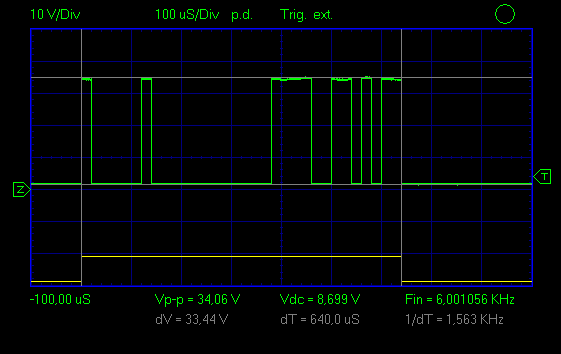 10 V/Div 100 uS/Div p.d. Trig. ext.
Z
T
-100,00 uS Vp-p = 34,06 V Vdc = 8,699 V Fin = 6,001056 KHz
dV = 33,44 V dT = 640,0 uS 1/dT = 1,563 KHz